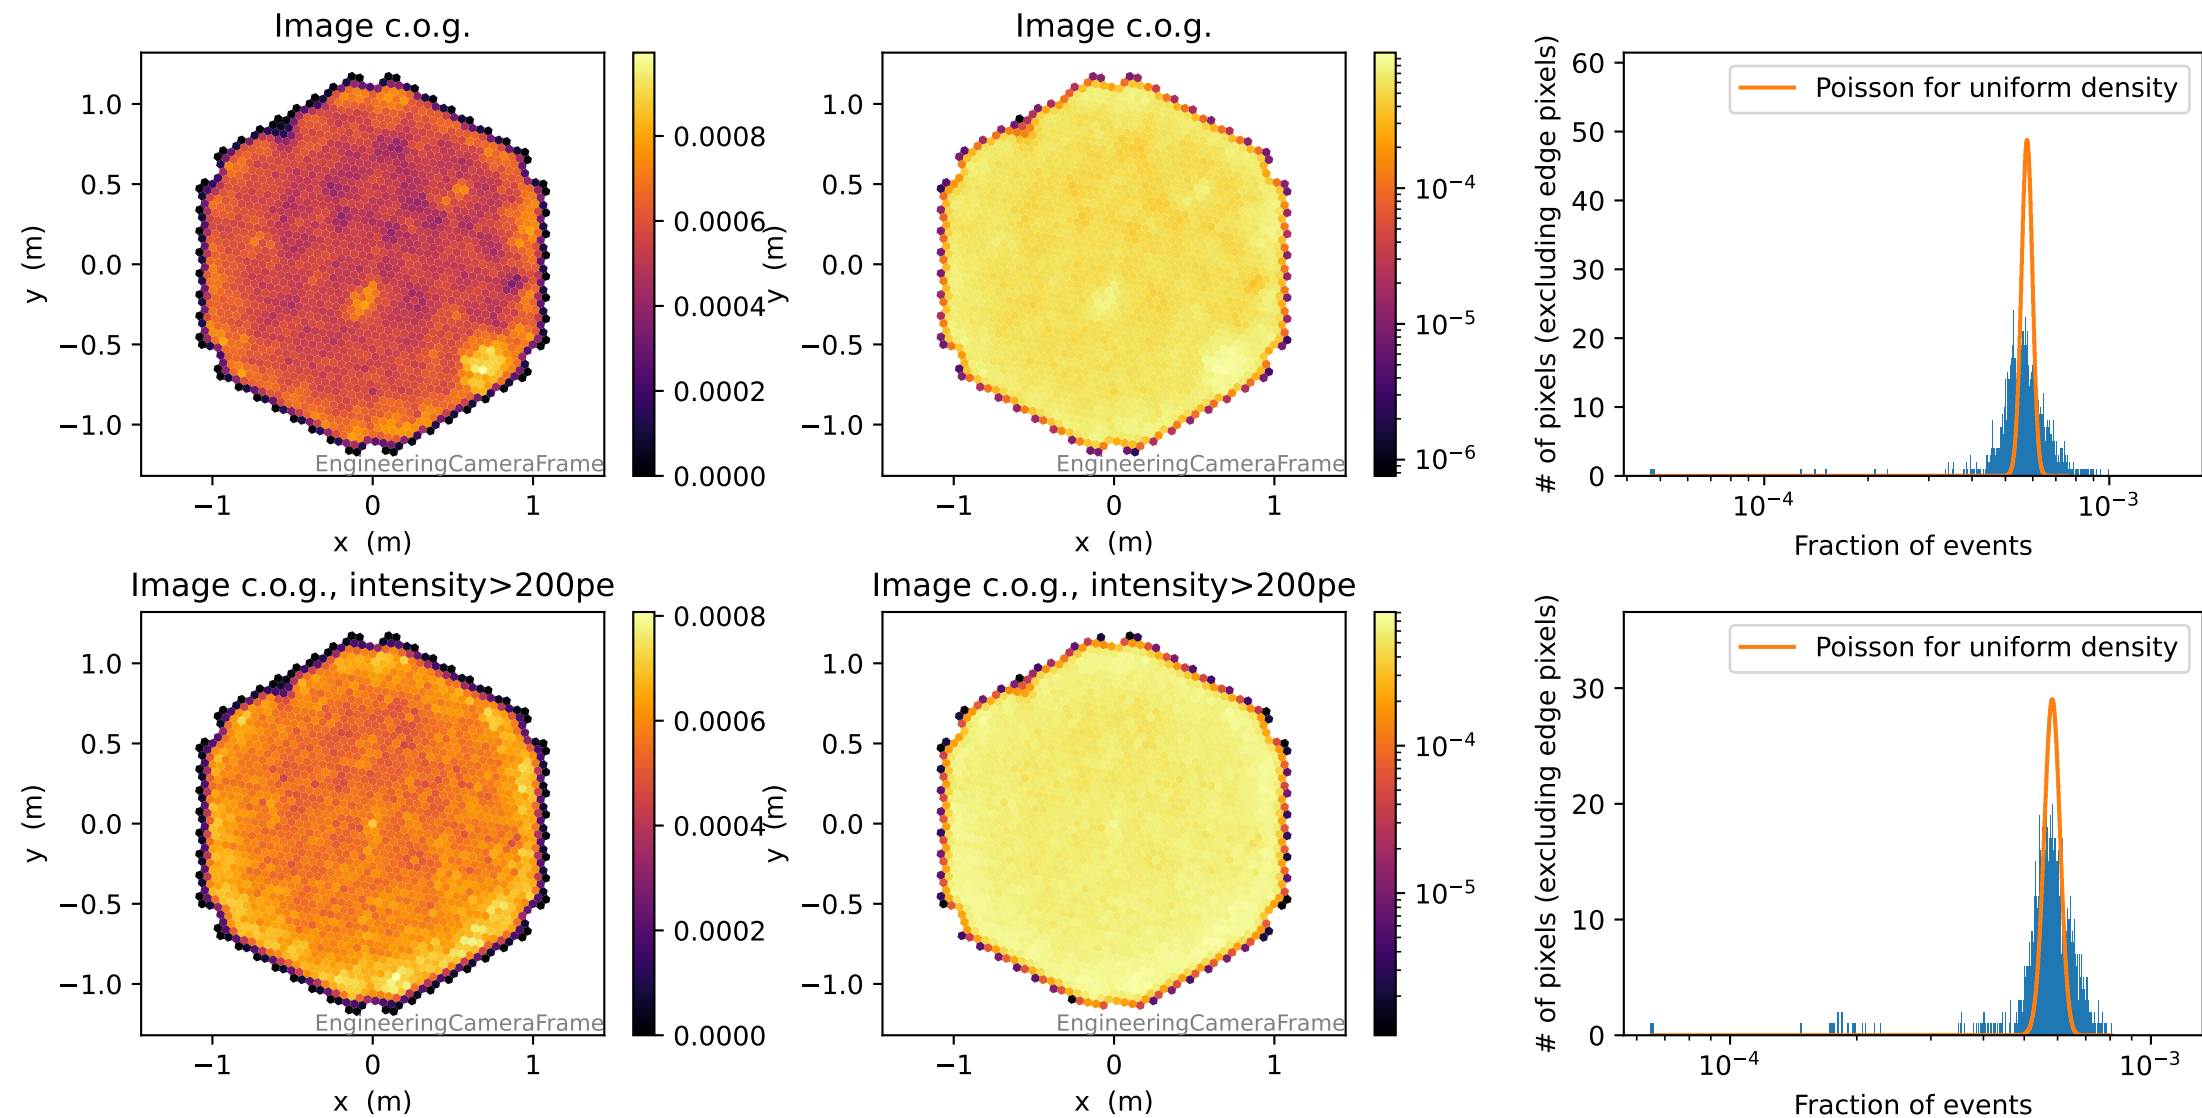 Image c.o.g.
1.0
0.5
0.0
−0.5
−1.0
y (m)
−1
0
1
x (m)
EngineeringCameraFrame
0.0008
0.0006
0.0004
0.0002
0.0000
Image c.o.g.
1.0
0.5
0.0
−0.5
−1.0
y (m)
−1
0
1
x (m)
EngineeringCameraFrame
10⁻⁴
10⁻⁵
10⁻⁶
# of pixels (excluding edge pixels)
60
50
40
30
20
10
0
Poisson for uniform density
10⁻⁴
10⁻³
Fraction of events
Image c.o.g., intensity>200pe
1.0
0.5
0.0
−0.5
−1.0
y (m)
−1
0
1
x (m)
EngineeringCameraFrame
0.0008
0.0006
0.0004
0.0002
0.0000
Image c.o.g., intensity>200pe
1.0
0.5
0.0
−0.5
−1.0
y (m)
−1
0
1
x (m)
EngineeringCameraFrame
10⁻⁴
10⁻⁵
# of pixels (excluding edge pixels)
30
20
10
0
Poisson for uniform density
10⁻⁴
10⁻³
Fraction of events